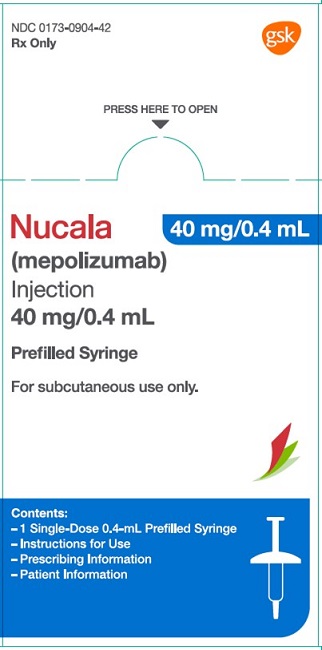 NDC 0173-0904-42
Rx Only
gsk
PRESS HERE TO OPEN
Nucala
40 mg/0.4 mL
(mepolizumab)
Injection
40 mg/0.4 mL
Prefilled Syringe
For subcutaneous use only.
Contents:
– 1 Single-Dose 0.4-mL Prefilled Syringe
– Instructions for Use
– Prescribing Information
– Patient Information